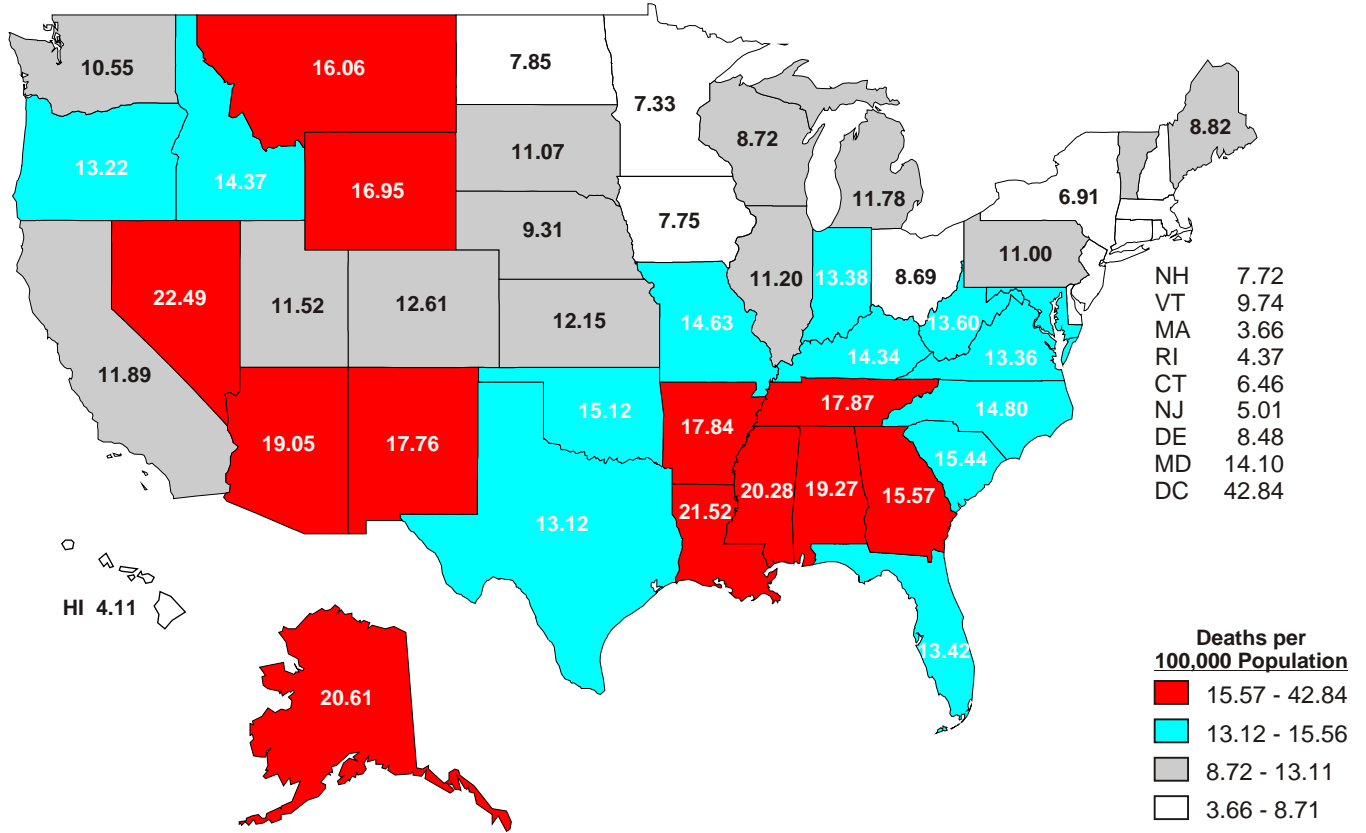 10.55
16.06
7.85
7.33
8.72
8.82
13.22
14.37
16.95
11.07
11.78
6.91
9.31
7.75
22.49
11.52
12.61
12.15
14.63
11.20
13.38
8.69
11.00
13.60
14.34
13.36
11.89
19.05
17.76
15.12
17.84
17.87
14.80
15.44
13.12
21.52
20.28
19.27
15.57
13.42
NH 7.72
VT 9.74
MA 3.66
RI 4.37
CT 6.46
NJ 5.01
DE 8.48
MD 14.10
DC 42.84
HI 4.11
20.61
Deaths per
100,000 Population
15.57 - 42.84
13.12 - 15.56
8.72 - 13.11
3.66 - 8.71